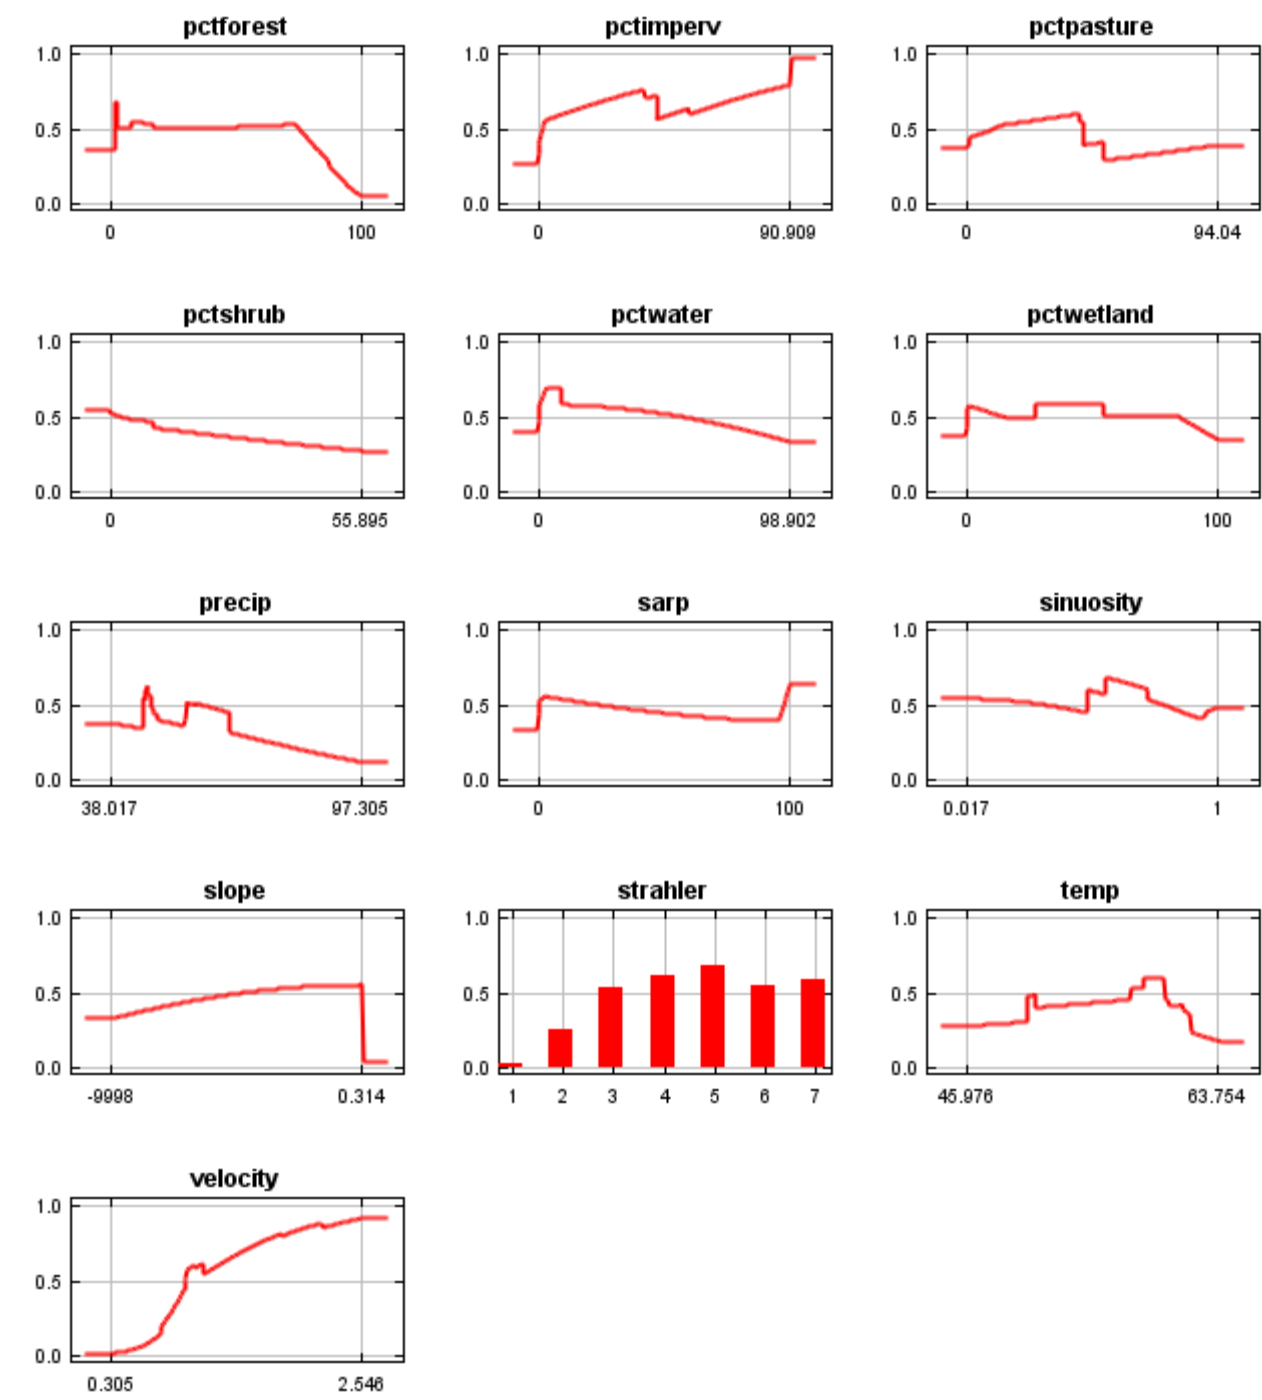 pctforest pctimperv pctpasture
1.0 1.0 1.0
0.5 0.5 0.5
0.0 0.0 0.0
0 100 0 90.909 0 94.04
pctshrub pctwater pctwetland
1.0 1.0 1.0
0.5 0.5 0.5
0.0 0.0 0.0
0 55.895 0 98.902 0 100
precip sarp sinuosity
1.0 1.0 1.0
0.5 0.5 0.5
0.0 0.0 0.0
38.017 97.305 0 100 0.017 1
slope strahler temp
1.0 1.0 1.0
0.5 0.5 0.5
0.0 0.0 0.0
-9998 0.314 1 2 3 4 5 6 7 45.976 63.754
velocity
1.0
0.5
0.0
0.305 2.546